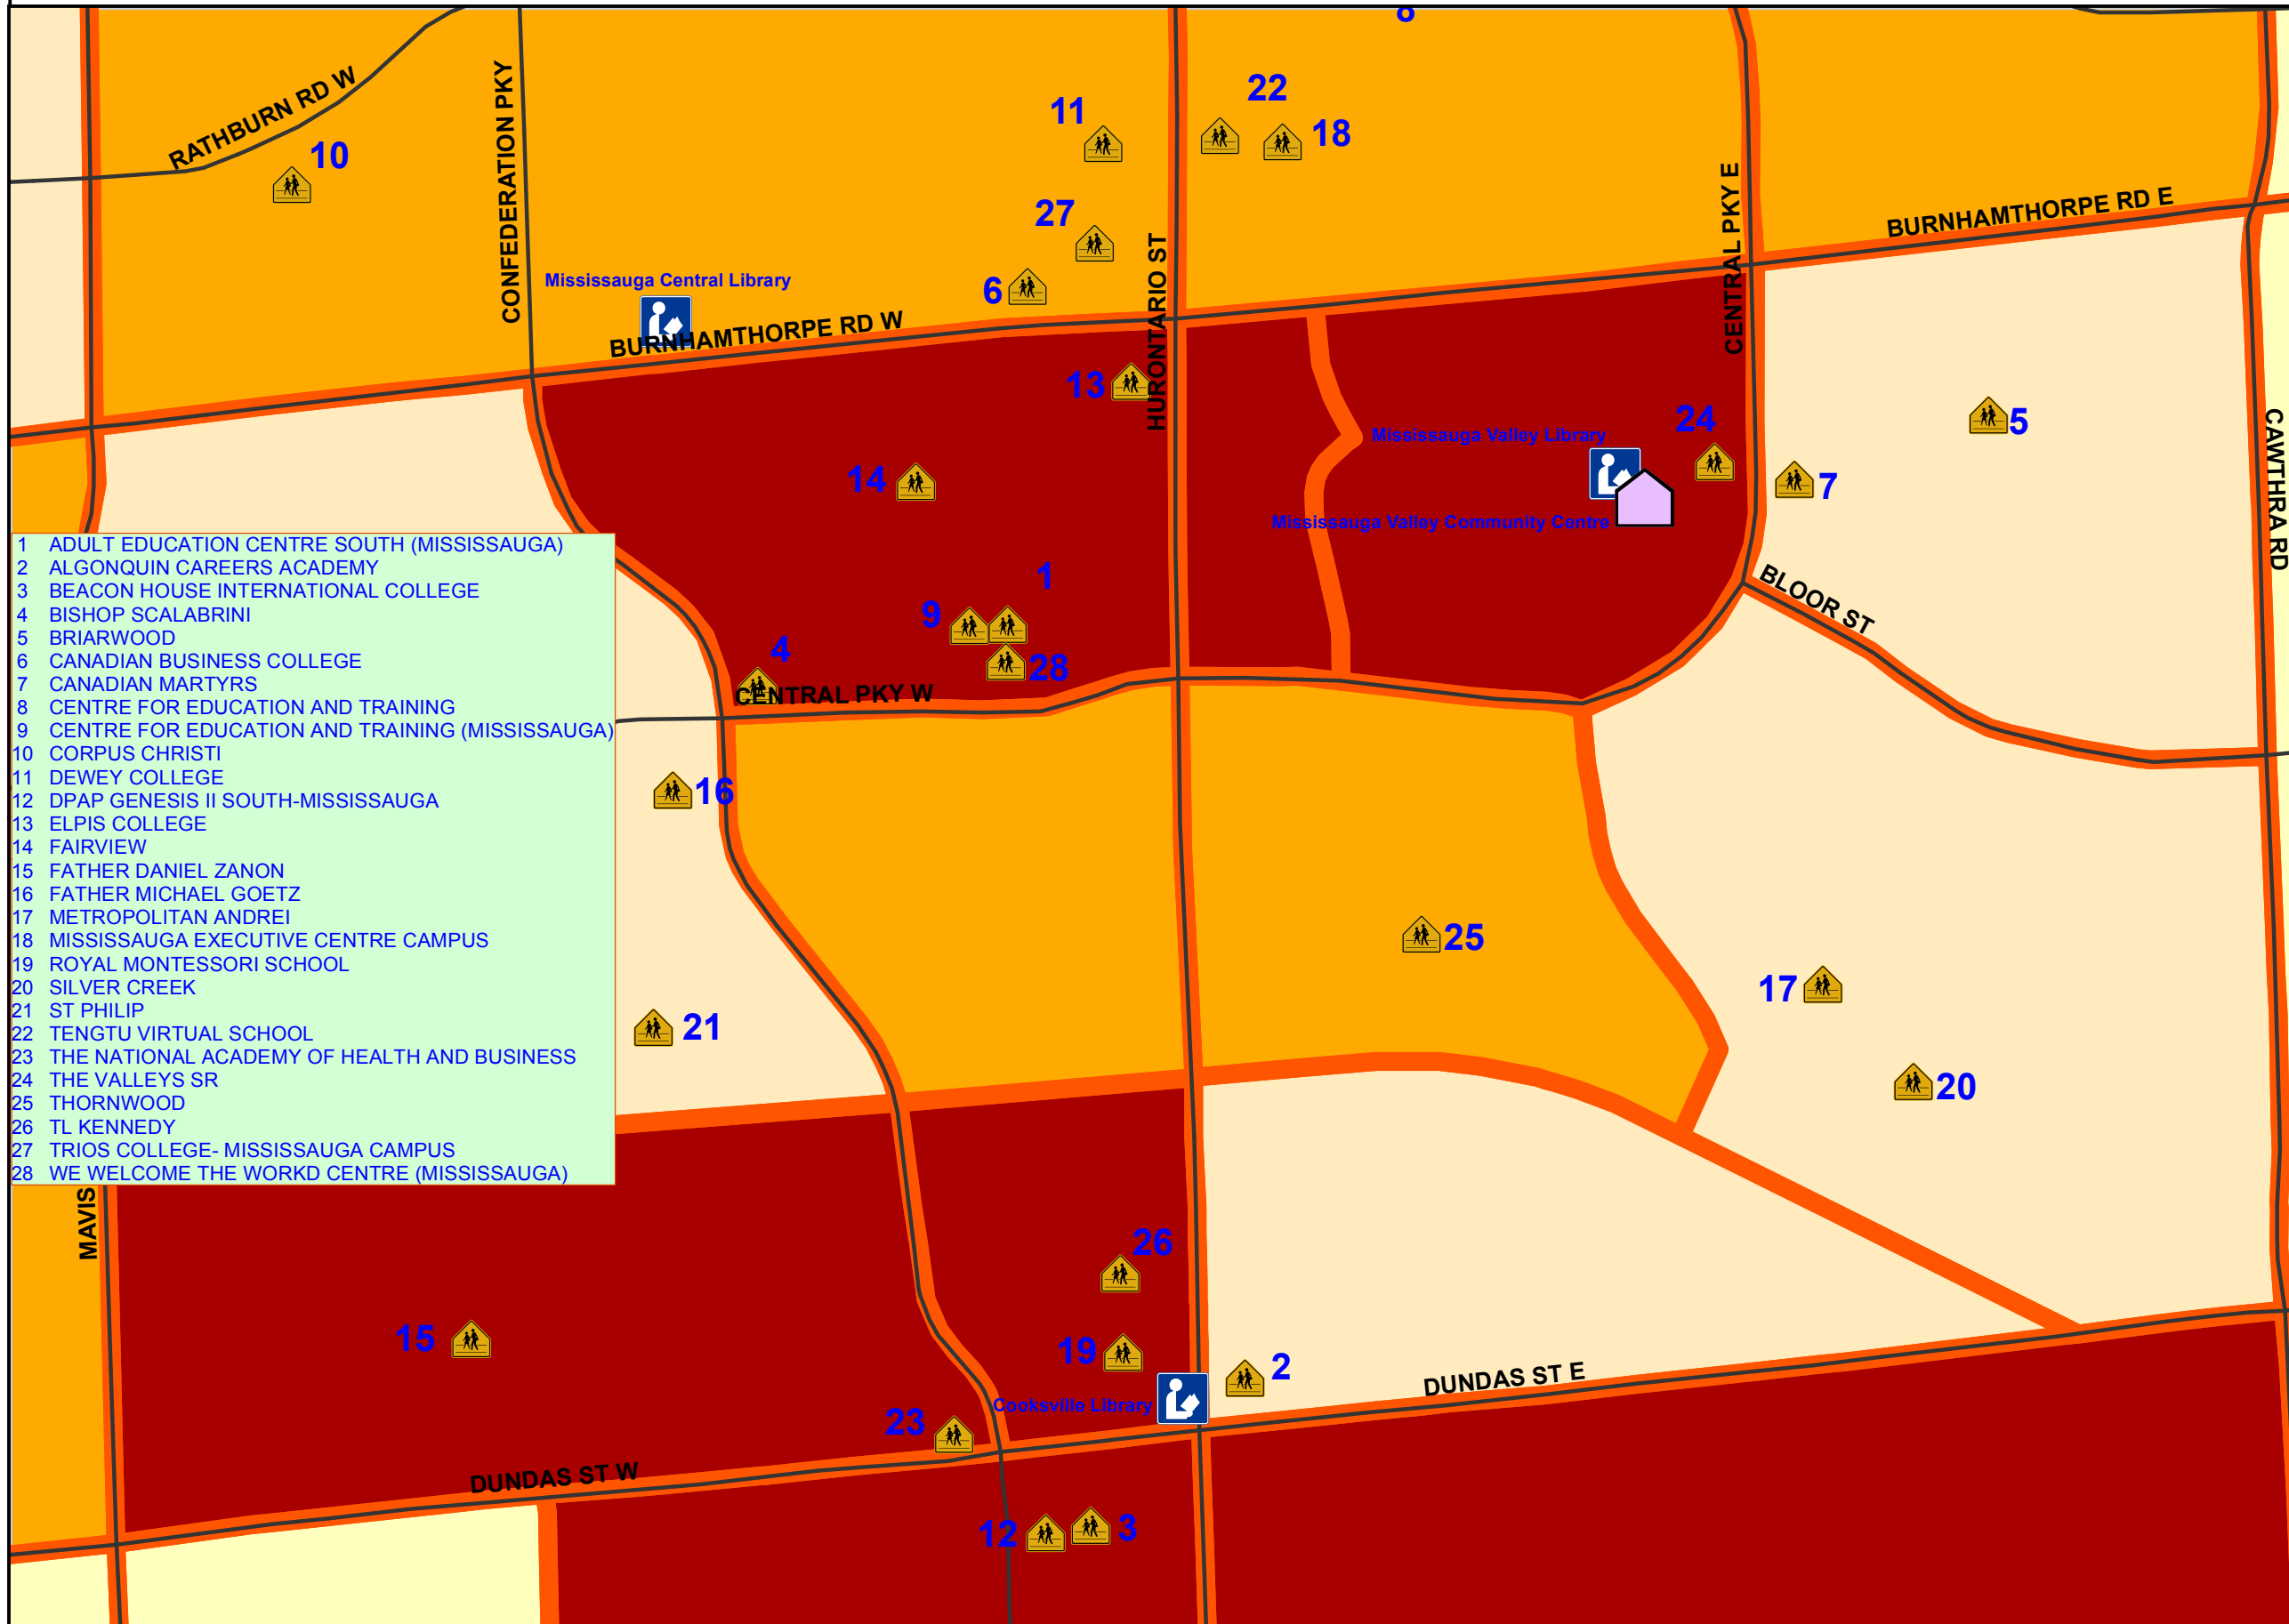 8
22
11
18
RATHBURN RD W
10
CONFEDERATION PKY
27
CENTRAL PKY E
BURNHAMTHORPE RD E
HURONTARIO ST
Mississauga Central Library
6
BURNHAMTHORPE RD W
13
24
5
Mississauga Valley Library
CAWTHRA RD
14
7
Mississauga Valley Community Centre
1 ADULT EDUCATION CENTRE SOUTH (MISSISSAUGA)
2 ALGONQUIN CAREERS ACADEMY
3 BEACON HOUSE INTERNATIONAL COLLEGE
4 BISHOP SCALABRINI
5 BRIARWOOD
6 CANADIAN BUSINESS COLLEGE
7 CANADIAN MARTYRS
8 CENTRE FOR EDUCATION AND TRAINING
9 CENTRE FOR EDUCATION AND TRAINING (MISSISSAUGA)
10 CORPUS CHRISTI
11 DEWEY COLLEGE
12 DPAP GENESIS II SOUTH-MISSISSAUGA
13 ELPIS COLLEGE
14 FAIRVIEW
15 FATHER DANIEL ZANON
16 FATHER MICHAEL GOETZ
17 METROPOLITAN ANDREI
18 MISSISSAUGA EXECUTIVE CENTRE CAMPUS
19 ROYAL MONTESSORI SCHOOL
20 SILVER CREEK
21 ST PHILIP
22 TENGTU VIRTUAL SCHOOL
23 THE NATIONAL ACADEMY OF HEALTH AND BUSINESS
24 THE VALLEYS SR
25 THORNWOOD
26 TL KENNEDY
27 TRIOS COLLEGE- MISSISSAUGA CAMPUS
28 WE WELCOME THE WORKD CENTRE (MISSISSAUGA)
1
BLOOR ST
9
4
28
CENTRAL PKY W
16
25
17
21
20
MAVIS
26
15
19
2
DUNDAS ST E
Cooksville Library
23
DUNDAS ST W
12
3